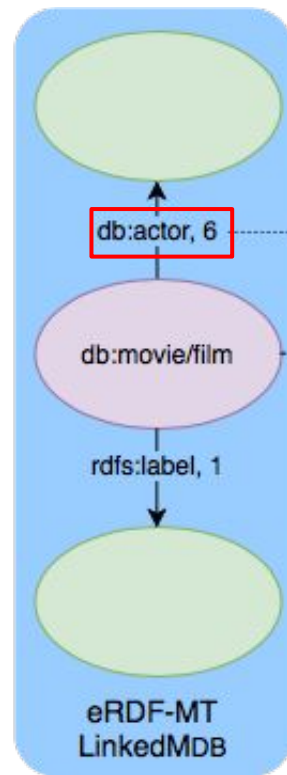 db:actor, 6
db:movie/film
rdfs:label, 1
eRDF-MT
LinkedMDB